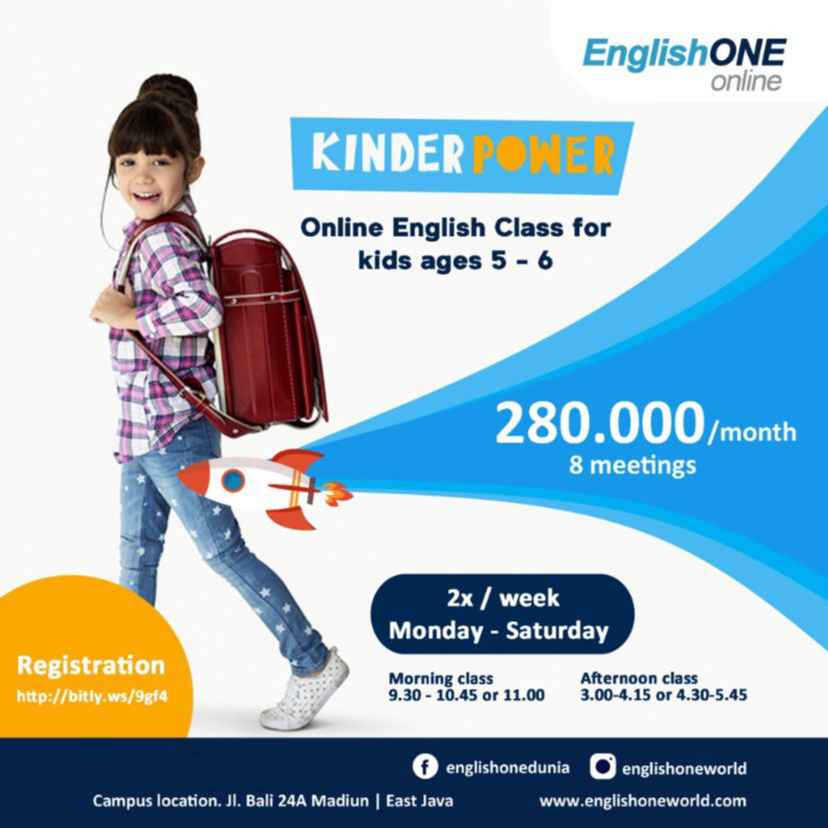 EnglishONE
online
KINDER POWER
Online English Class for
kids ages 5 - 6
280.000/month
8 meetings
2x / week
Monday - Saturday
Morning class
9.30 - 10.45 or 11.00
Afternoon class
3.00-4.15 or 4.30-5.45
Registration
http://bitly.ws/9gf4
englishonedunia
englishoneworld
Campus location. Jl. Bali 24A Madiun | East Java
www.englishoneworld.com